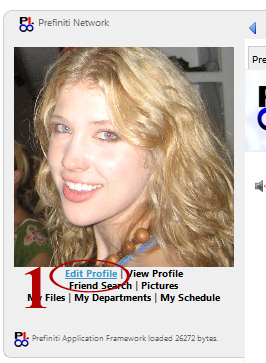 Prefiniti Network
Pre
Edit Profile | View Profile
Friend Search | Pictures
1
My Files | My Departments | My Schedule
Prefiniti Application Framework loaded 26272 bytes.